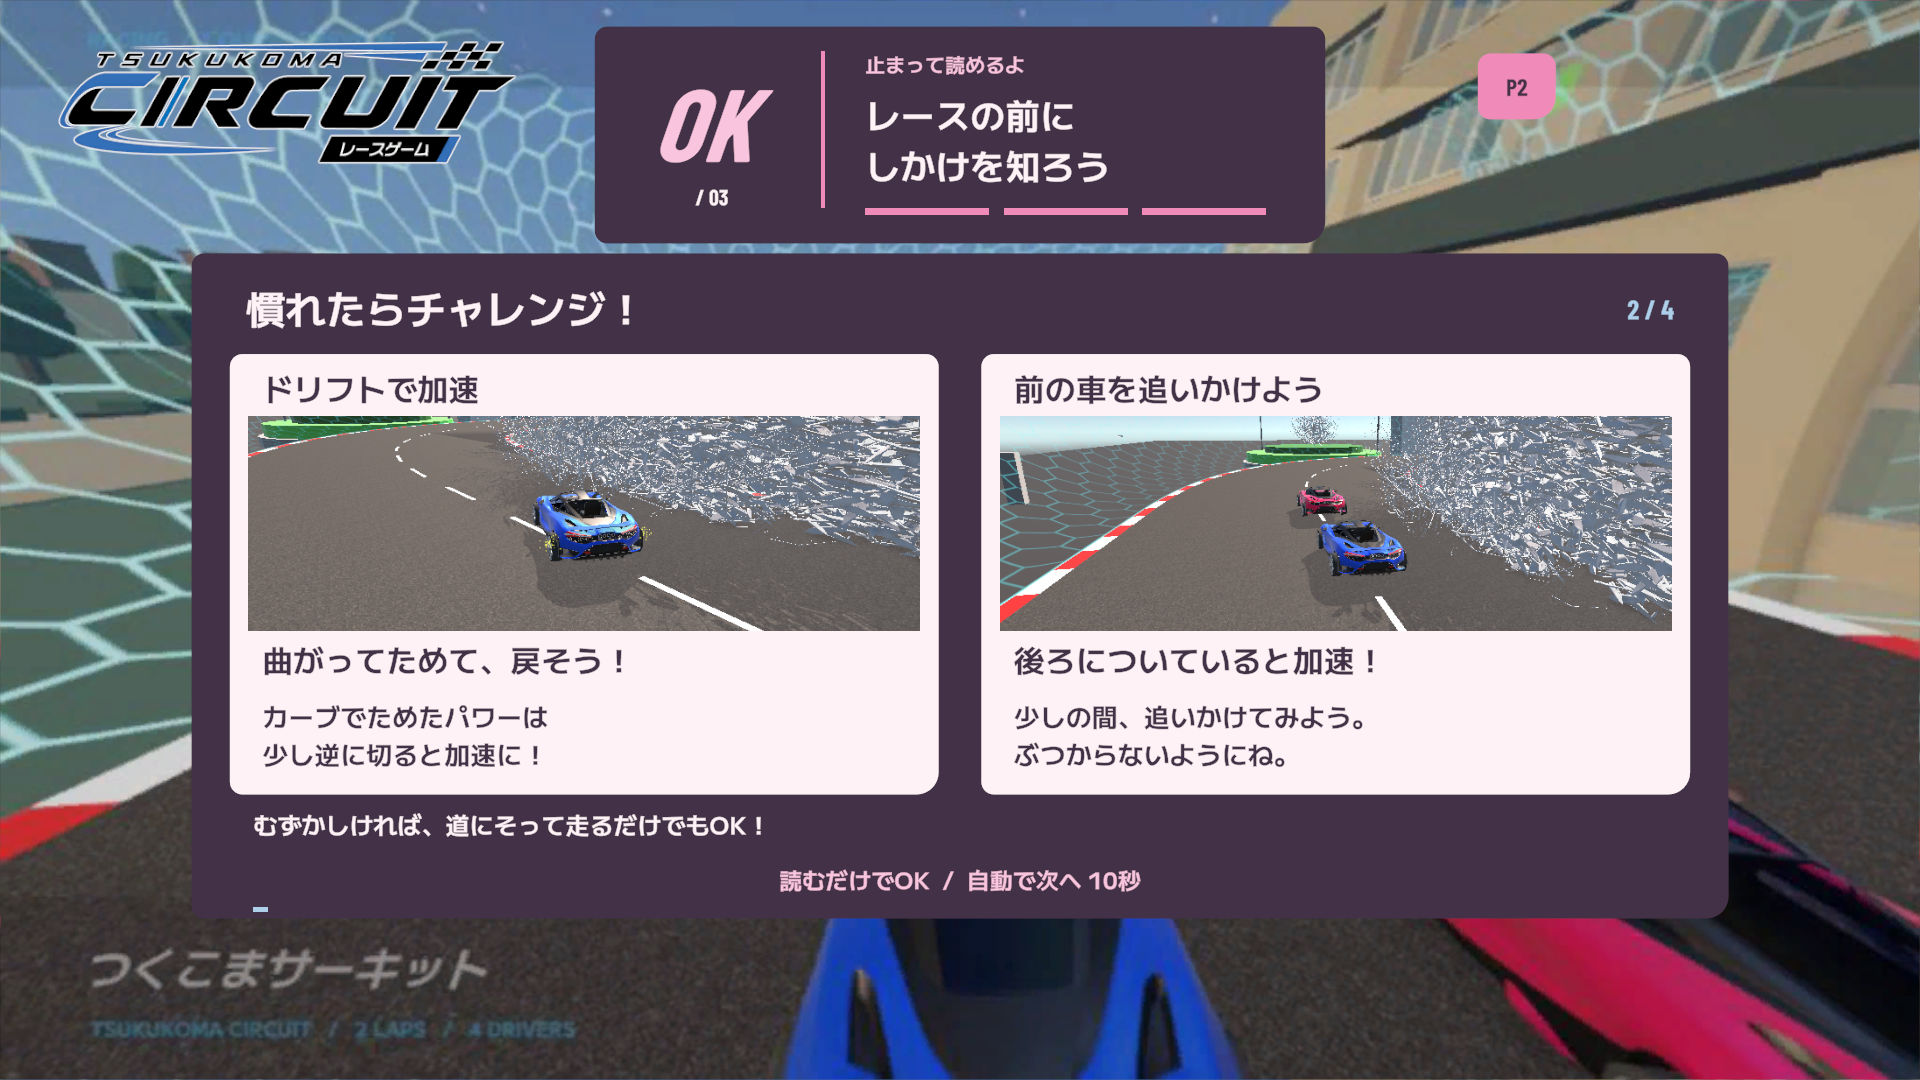 TSUKUKOMA
CIRCUIT
レースゲーム
OK
/ 03
止まって読めるよ
レースの前に
しかけを知ろう
P2
慣れたらチャレンジ！
2 / 4
ドリフトで加速
曲がってためて、戻そう！
カーブでためたパワーは
少し逆に切ると加速に！
前の車を追いかけよう
後ろについていると加速！
少しの間、追いかけてみよう。
ぶつからないようにね。
むずかしければ、道にそって走るだけでもOK！
読むだけでOK / 自動で次へ 10秒
つくこまサーキット
TSUKUKOMA CIRCUIT / 2 LAPS / 4 DRIVERS